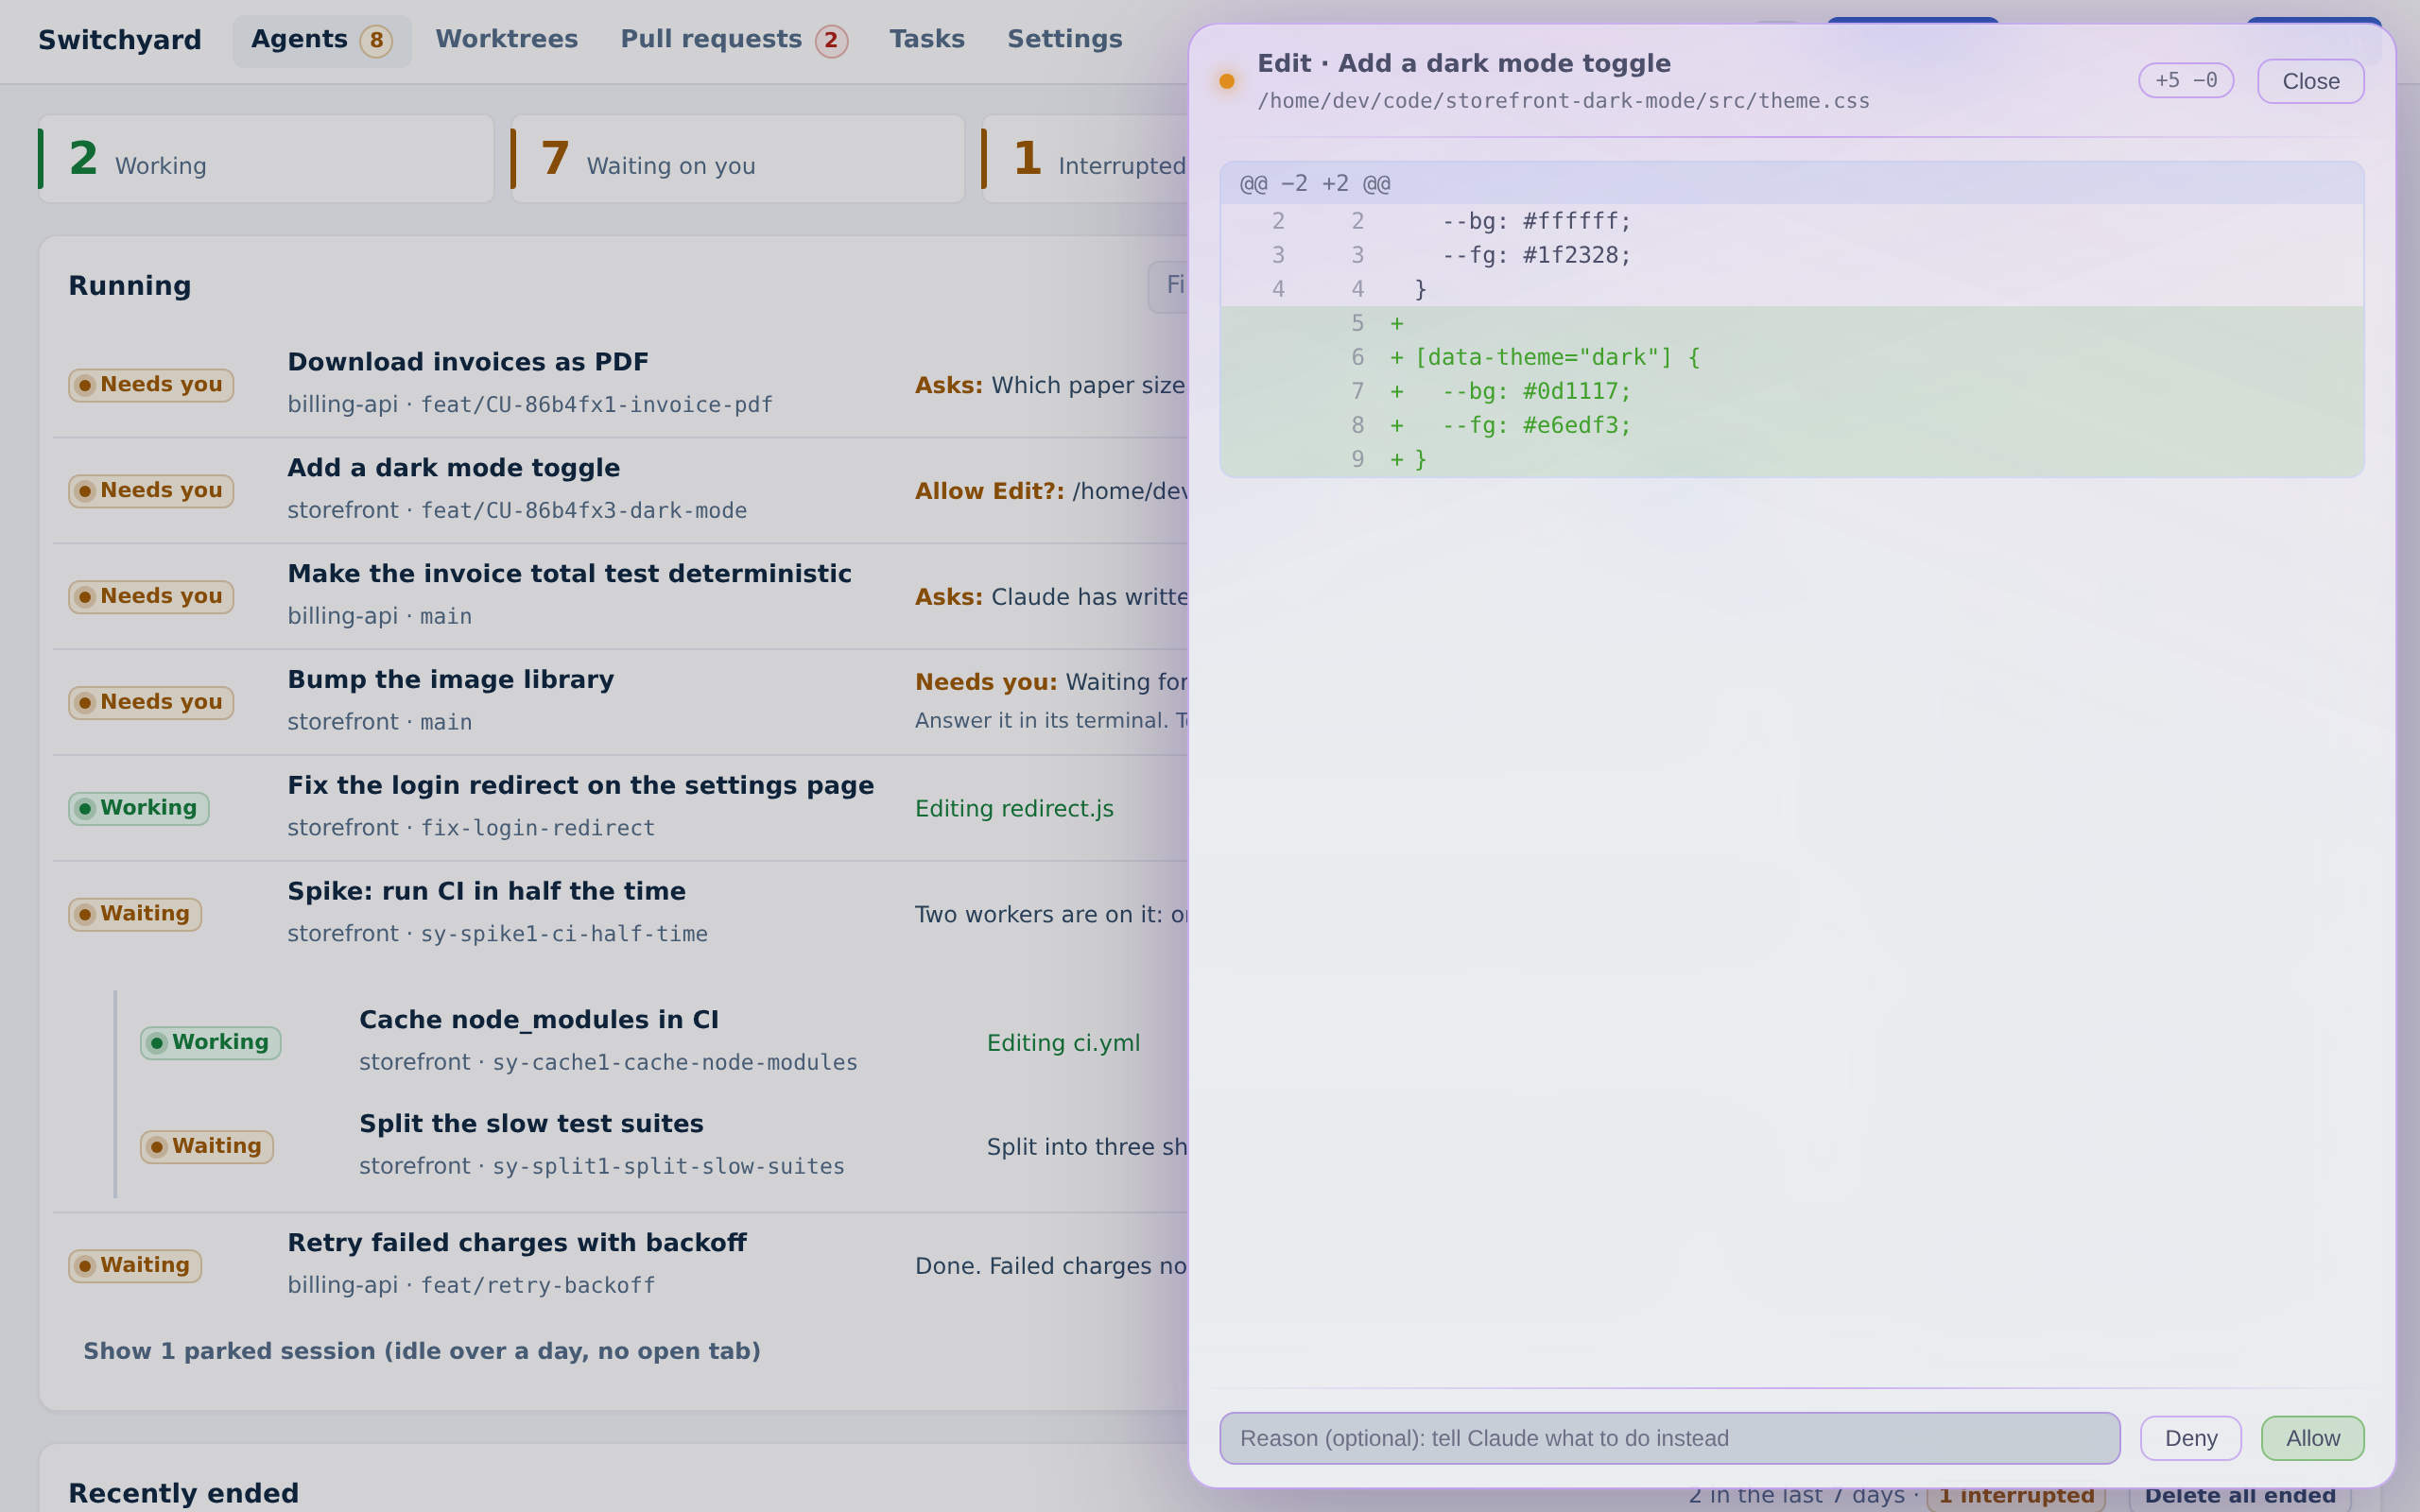 Switchyard Agents 8 Worktrees Pull requests 2 Tasks Settings
2 Working
7 Waiting on you
1 Interrupted
Running
Needs you
Download invoices as PDF
billing-api · feat/CU-86b4fx1-invoice-pdf
Asks: Which paper size
Needs you
Add a dark mode toggle
storefront · feat/CU-86b4fx3-dark-mode
Allow Edit?: /home/dev
Needs you
Make the invoice total test deterministic
billing-api · main
Asks: Claude has writte
Needs you
Bump the image library
storefront · main
Needs you: Waiting for
Answer it in its terminal.
Working
Fix the login redirect on the settings page
storefront · fix-login-redirect
Editing redirect.js
Waiting
Spike: run CI in half the time
storefront · sy-spike1-ci-half-time
Two workers are on it:
Working
Cache node_modules in CI
storefront · sy-cache1-cache-node-modules
Editing ci.yml
Waiting
Split the slow test suites
storefront · sy-split1-split-slow-suites
Split into three sh
Waiting
Retry failed charges with backoff
billing-api · feat/retry-backoff
Done. Failed charges no
Show 1 parked session (idle over a day, no open tab)
Recently ended
2 in the last 7 days · 1 interrupted Delete all ended
Edit · Add a dark mode toggle
/home/dev/code/storefront-dark-mode/src/theme.css
+5 −0
Close
@@ −2 +2 @@
2 2 --bg: #ffffff;
3 3 --fg: #1f2328;
4 4 }
5 +
6 + [data-theme="dark"] {
7 + --bg: #0d1117;
8 + --fg: #e6edf3;
9 + }
Reason (optional): tell Claude what to do instead
Deny
Allow